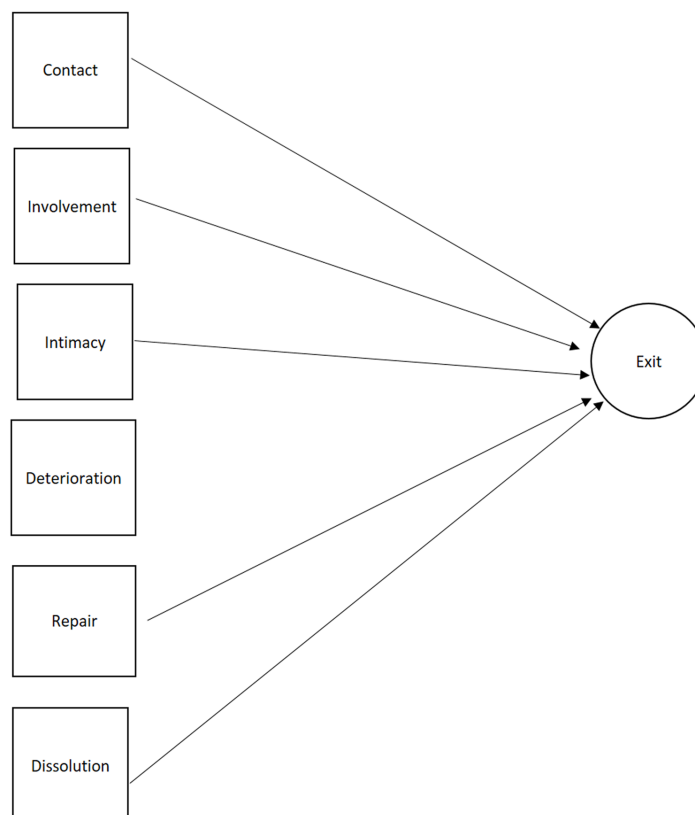 Contact
Involvement
Intimacy
Exit
Deterioration
Repair
Dissolution